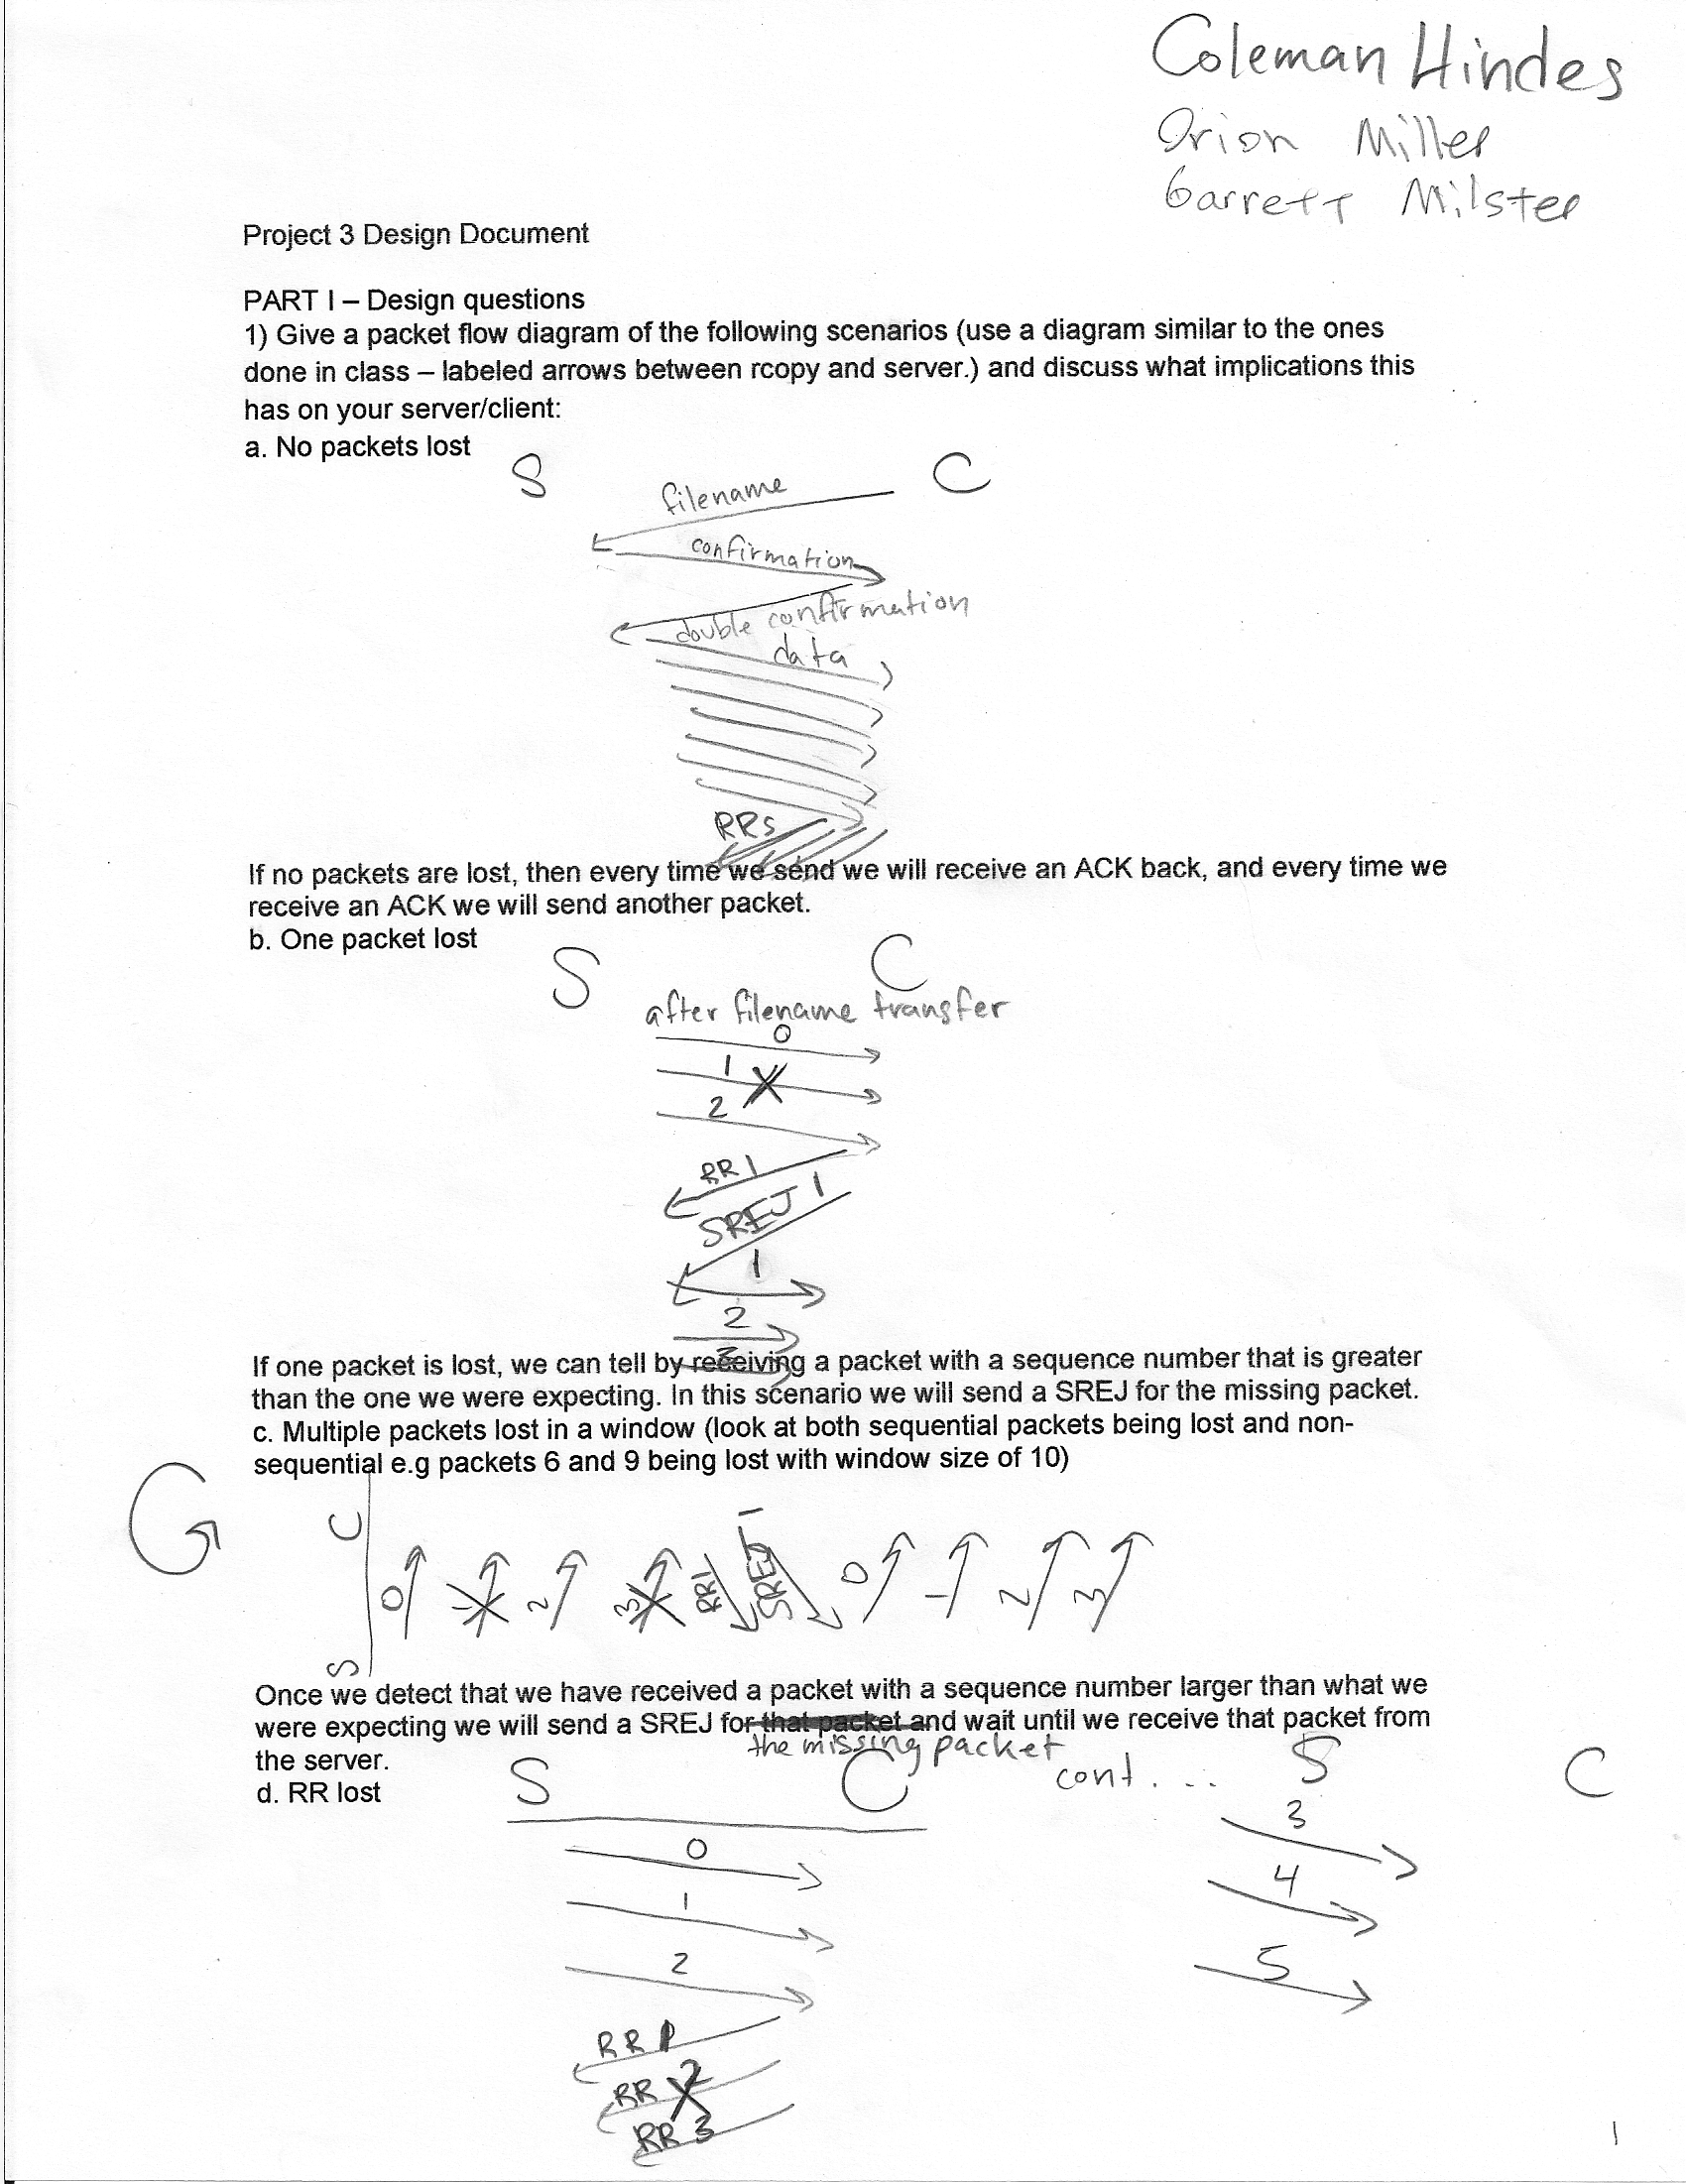 Coleman Hindes
Orion Miller
Garrett Milster
Project 3 Design Document
PART I – Design questions
1) Give a packet flow diagram of the following scenarios (use a diagram similar to the ones
done in class – labeled arrows between rcopy and server.) and discuss what implications this
has on your server/client:
a. No packets lost
S C
filename
confirmation
double confirmation
data
RRs
If no packets are lost, then every time we send we will receive an ACK back, and every time we
receive an ACK we will send another packet.
b. One packet lost
S C
after filename transfer
0
1
2
RR 1
SREJ 1
1
2
3
If one packet is lost, we can tell by receiving a packet with a sequence number that is greater
than the one we were expecting. In this scenario we will send a SREJ for the missing packet.
c. Multiple packets lost in a window (look at both sequential packets being lost and non-
sequential e.g packets 6 and 9 being lost with window size of 10)
C
S
0 1 2 3 RR1 SREJ 1 0 1 2 3
Once we detect that we have received a packet with a sequence number larger than what we
were expecting we will send a SREJ for that packet and wait until we receive that packet from
the missing packet
the server.
d. RR lost
S C
0
1
2
RR 1
RR 2
RR 3
cont. ... S C
3
4
5
1